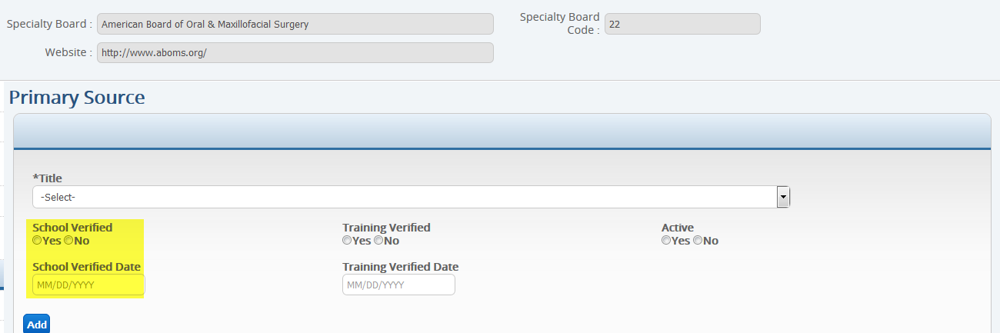 Specialty Board : American Board of Oral & Maxillofacial Surgery
Specialty Board Code : 22
Website : http://www.aboms.org/
Primary Source
*Title
-Select-
School Verified Training Verified Active
Yes No Yes No Yes No
School Verified Date Training Verified Date
MM/DD/YYYY MM/DD/YYYY
Add